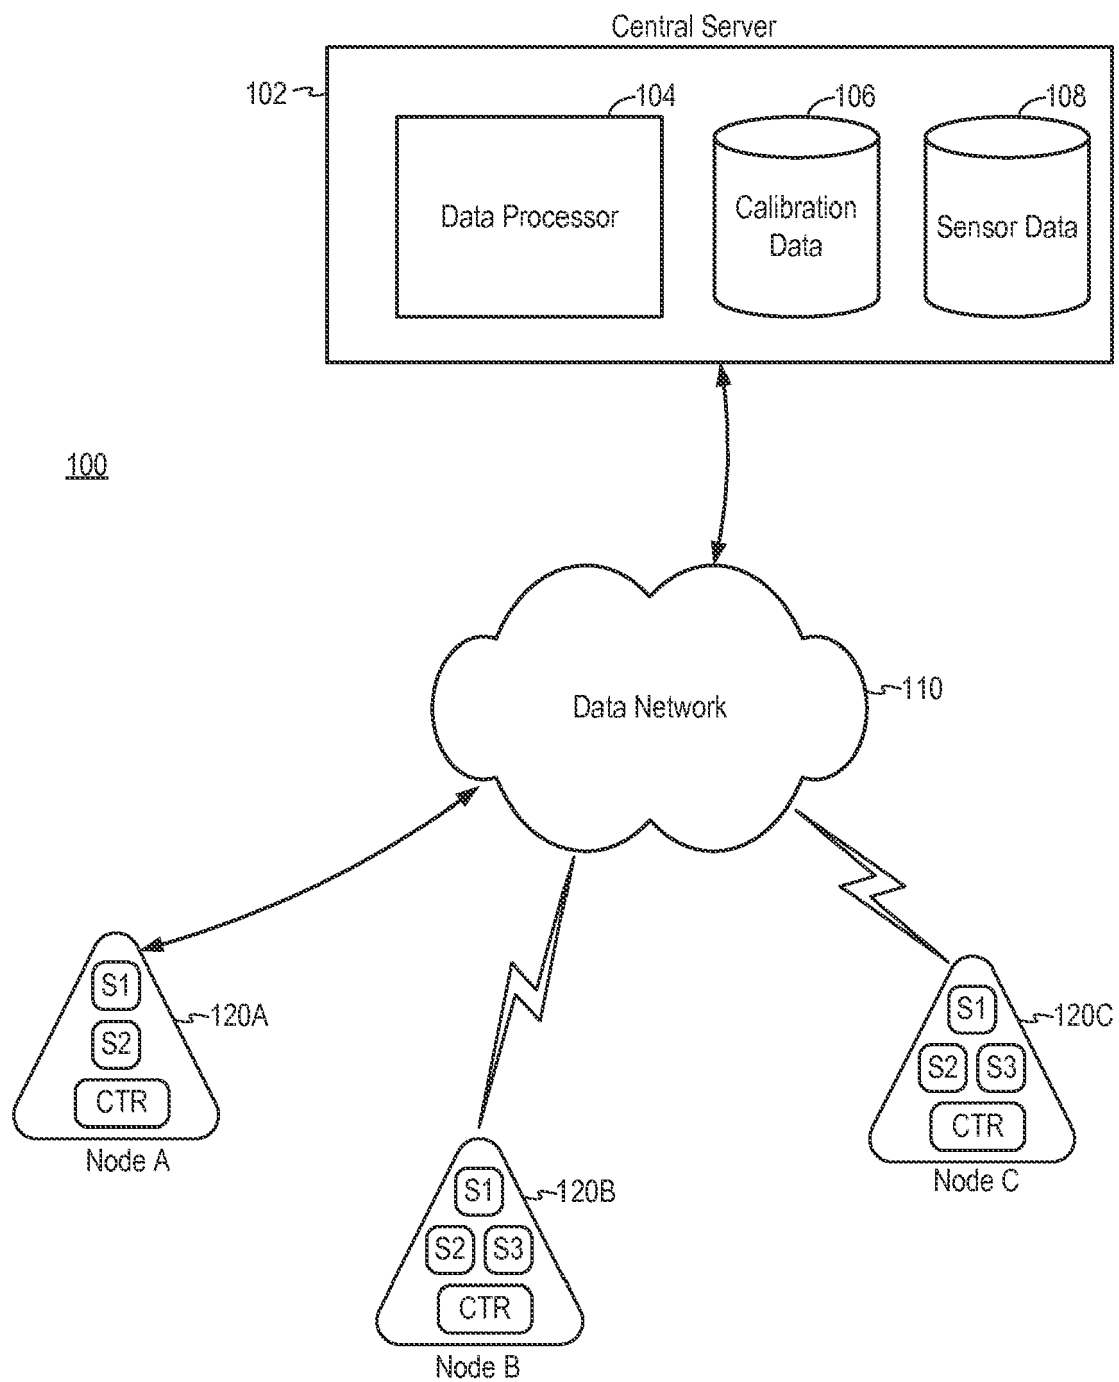 Central Server
102
104
106
108
Data Processor
Calibration
Data
Sensor Data
100
110
Data Network
S1
S2
CTR
120A
Node A
S1
S2 S3
CTR
120B
Node B
S1
S2 S3
CTR
120C
Node C